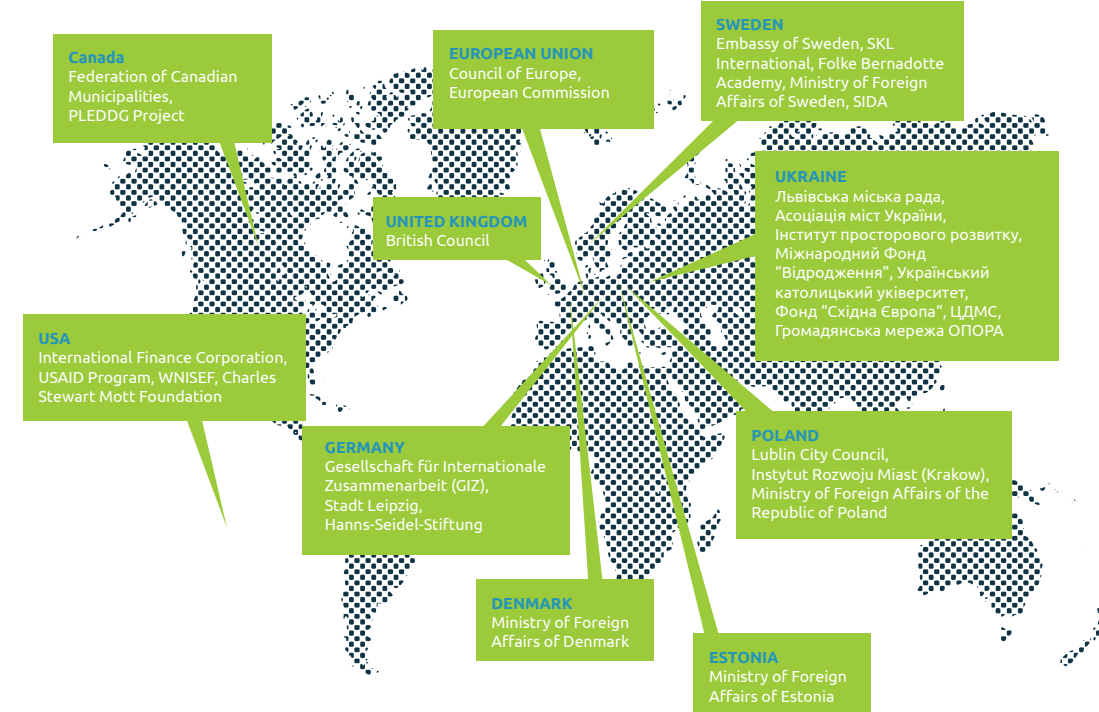 Canada
Federation of Canadian
Municipalities,
PLEDDG Project
EUROPEAN UNION
Council of Europe,
European Commission
SWEDEN
Embassy of Sweden, SKL
International, Folke Bernadotte
Academy, Ministry of Foreign
Affairs of Sweden, SIDA
UNITED KINGDOM
British Council
UKRAINE
Львівська міська рада,
Асоціація міст України,
Інститут просторового розвитку,
Міжнародний Фонд
“Відродження”, Український
католицький уківерситет,
Фонд “Східна Європа“, ЦДМС,
Громадянська мережа ОПОРА
USA
International Finance Corporation,
USAID Program, WNISEF, Charles
Stewart Mott Foundation
GERMANY
Gesellschaft für Internationale
Zusammenarbeit (GIZ),
Stadt Leipzig,
Hanns-Seidel-Stiftung
POLAND
Lublin City Council,
Instytut Rozwoju Miast (Krakow),
Ministry of Foreign Affairs of the
Republic of Poland
DENMARK
Ministry of Foreign
Affairs of Denmark
ESTONIA
Ministry of Foreign
Affairs of Estonia